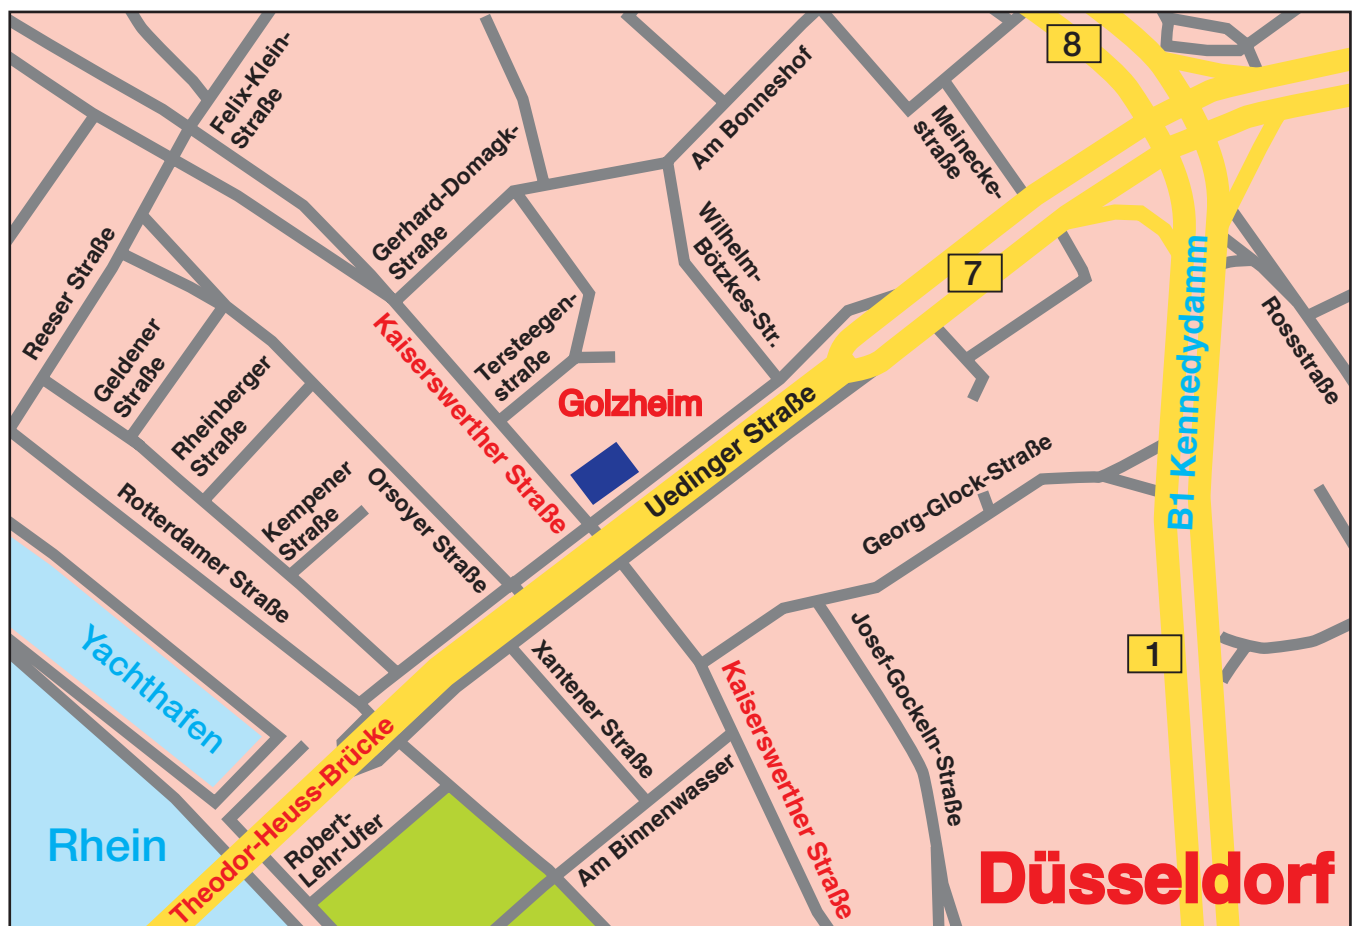 8
Felix-Klein-
Straße
Am Bonneshof
Meinecke-
straße
Gerhard-Domagk-
Straße
Wilhelm-
Bötzkes-Str.
Reeser Straße
7
B1 Kennedydamm
Rossstraße
Geldener
Straße
Rheinberger
Straße
Kaiserswerther Straße
Tersteegen-
straße
Golzheim
Uedinger Straße
Georg-Glock-Straße
Kempener
Straße
Orsoyer Straße
Rotterdamer Straße
Yachthafen
Xantener Straße
Josef-Gockeln-Straße
1
Kaiserswerther Straße
Theodor-Heuss-Brücke
Am Binnenwasser
Robert-
Lehr-Ufer
Rhein
Düsseldorf